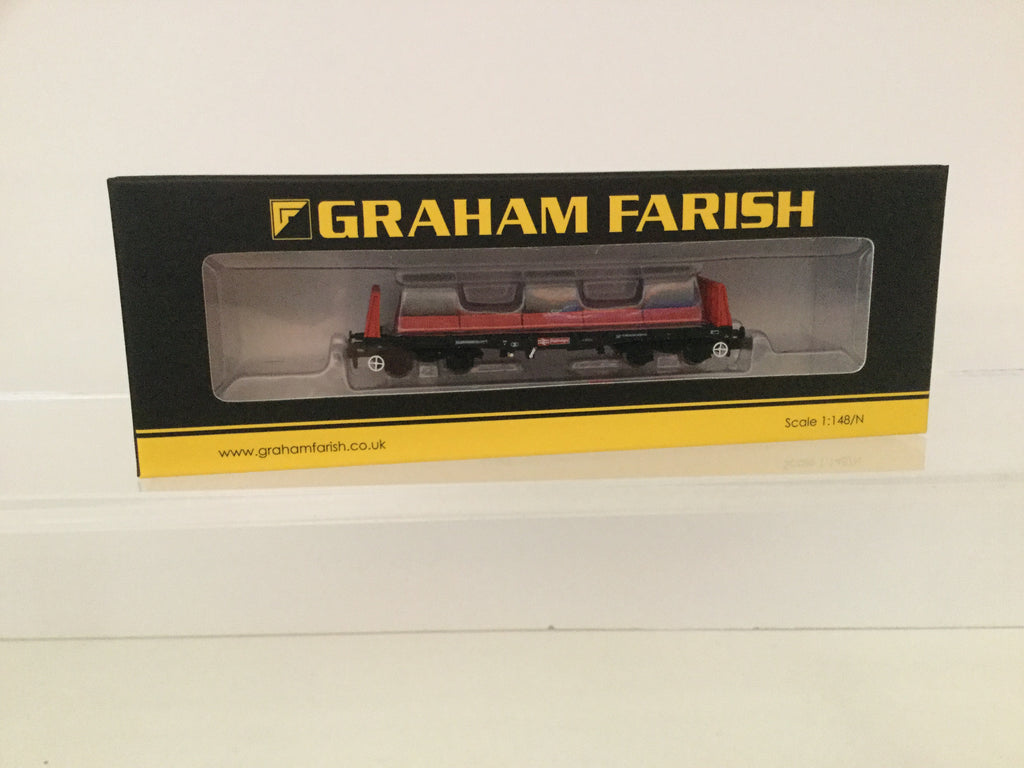 GRAHAM FARISH
www.grahamfarish.co.uk
Scale 1:148/N